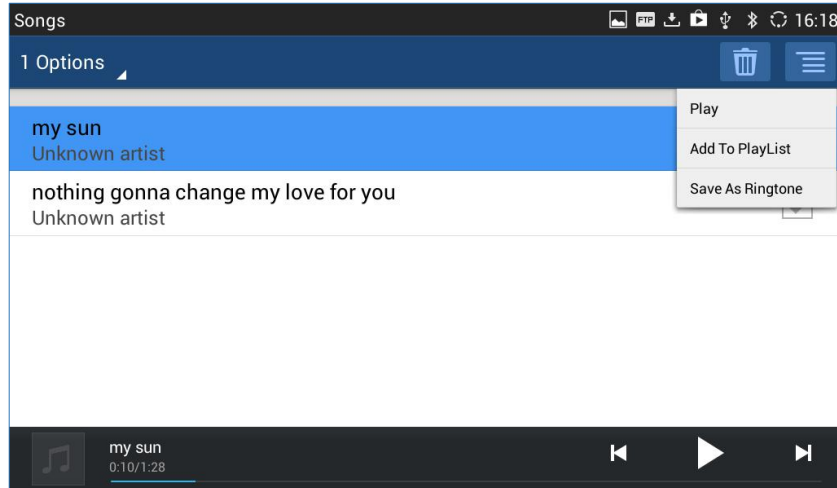 Songs
FTP
16:18
1 Options
Play
my sun
Unknown artist
Add To PlayList
nothing gonna change my love for you
Save As Ringtone
Unknown artist
my sun
0:10/1:28